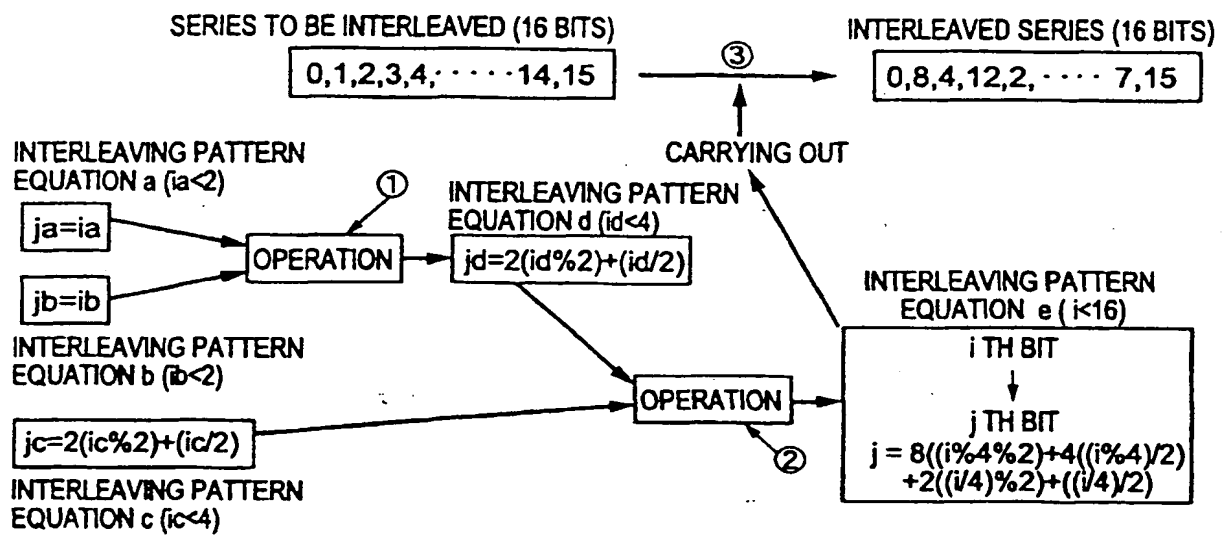 SERIES TO BE INTERLEAVED (16 BITS)
0,1,2,3,4, · · · · · 14,15
③
INTERLEAVED SERIES (16 BITS)
0,8,4,12,2, · · · · 7,15
CARRYING OUT
INTERLEAVING PATTERN
EQUATION a (ia<2)
ja=ia
jb=ib
INTERLEAVING PATTERN
EQUATION b (ib<2)
①
OPERATION
INTERLEAVING PATTERN
EQUATION d (id<4)
jd=2(id%2)+(id/2)
jc=2(ic%2)+(ic/2)
INTERLEAVING PATTERN
EQUATION c (ic<4)
OPERATION
②
INTERLEAVING PATTERN
EQUATION e ( i<16)
i TH BIT
j TH BIT
j = 8((i%4%2)+4((i%4)/2)
+2((i/4)%2)+((i/4)/2)